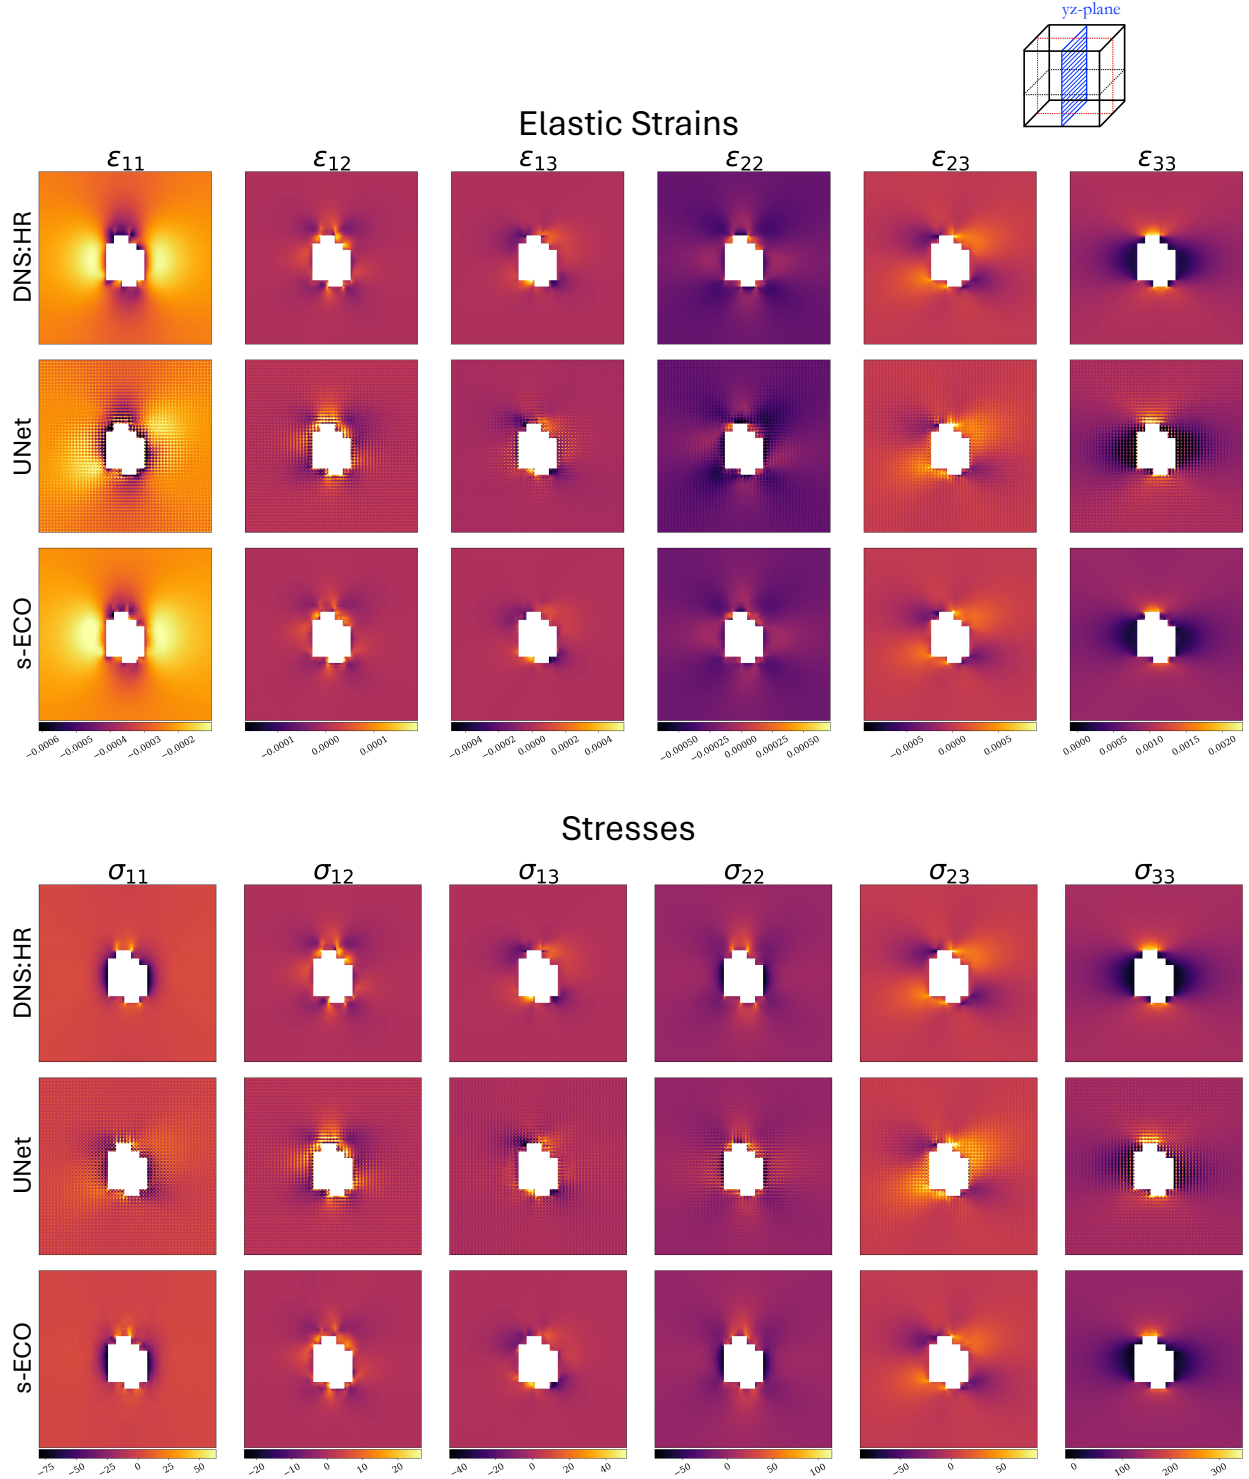 yz-plane
Elastic Strains
ε11 ε12 ε13 ε22 ε23 ε33
DNS:HR
UNet
s-ECO
−0.0006 −0.0005 −0.0004 −0.0003 −0.0002 −0.0001 0.0000 0.0001 −0.0004 −0.0002 0.0000 0.0002 0.0004 −0.00050 −0.00025 0.00000 0.00025 0.00050 −0.0005 0.0000 0.0005 0.0000 0.0005 0.0010 0.0015 0.0020
Stresses
σ11 σ12 σ13 σ22 σ23 σ33
DNS:HR
UNet
s-ECO
−75 −50 −25 0 25 50 −20 −10 0 10 20 −40 −20 0 20 40 −50 0 50 100 −50 0 50 0 100 200 300